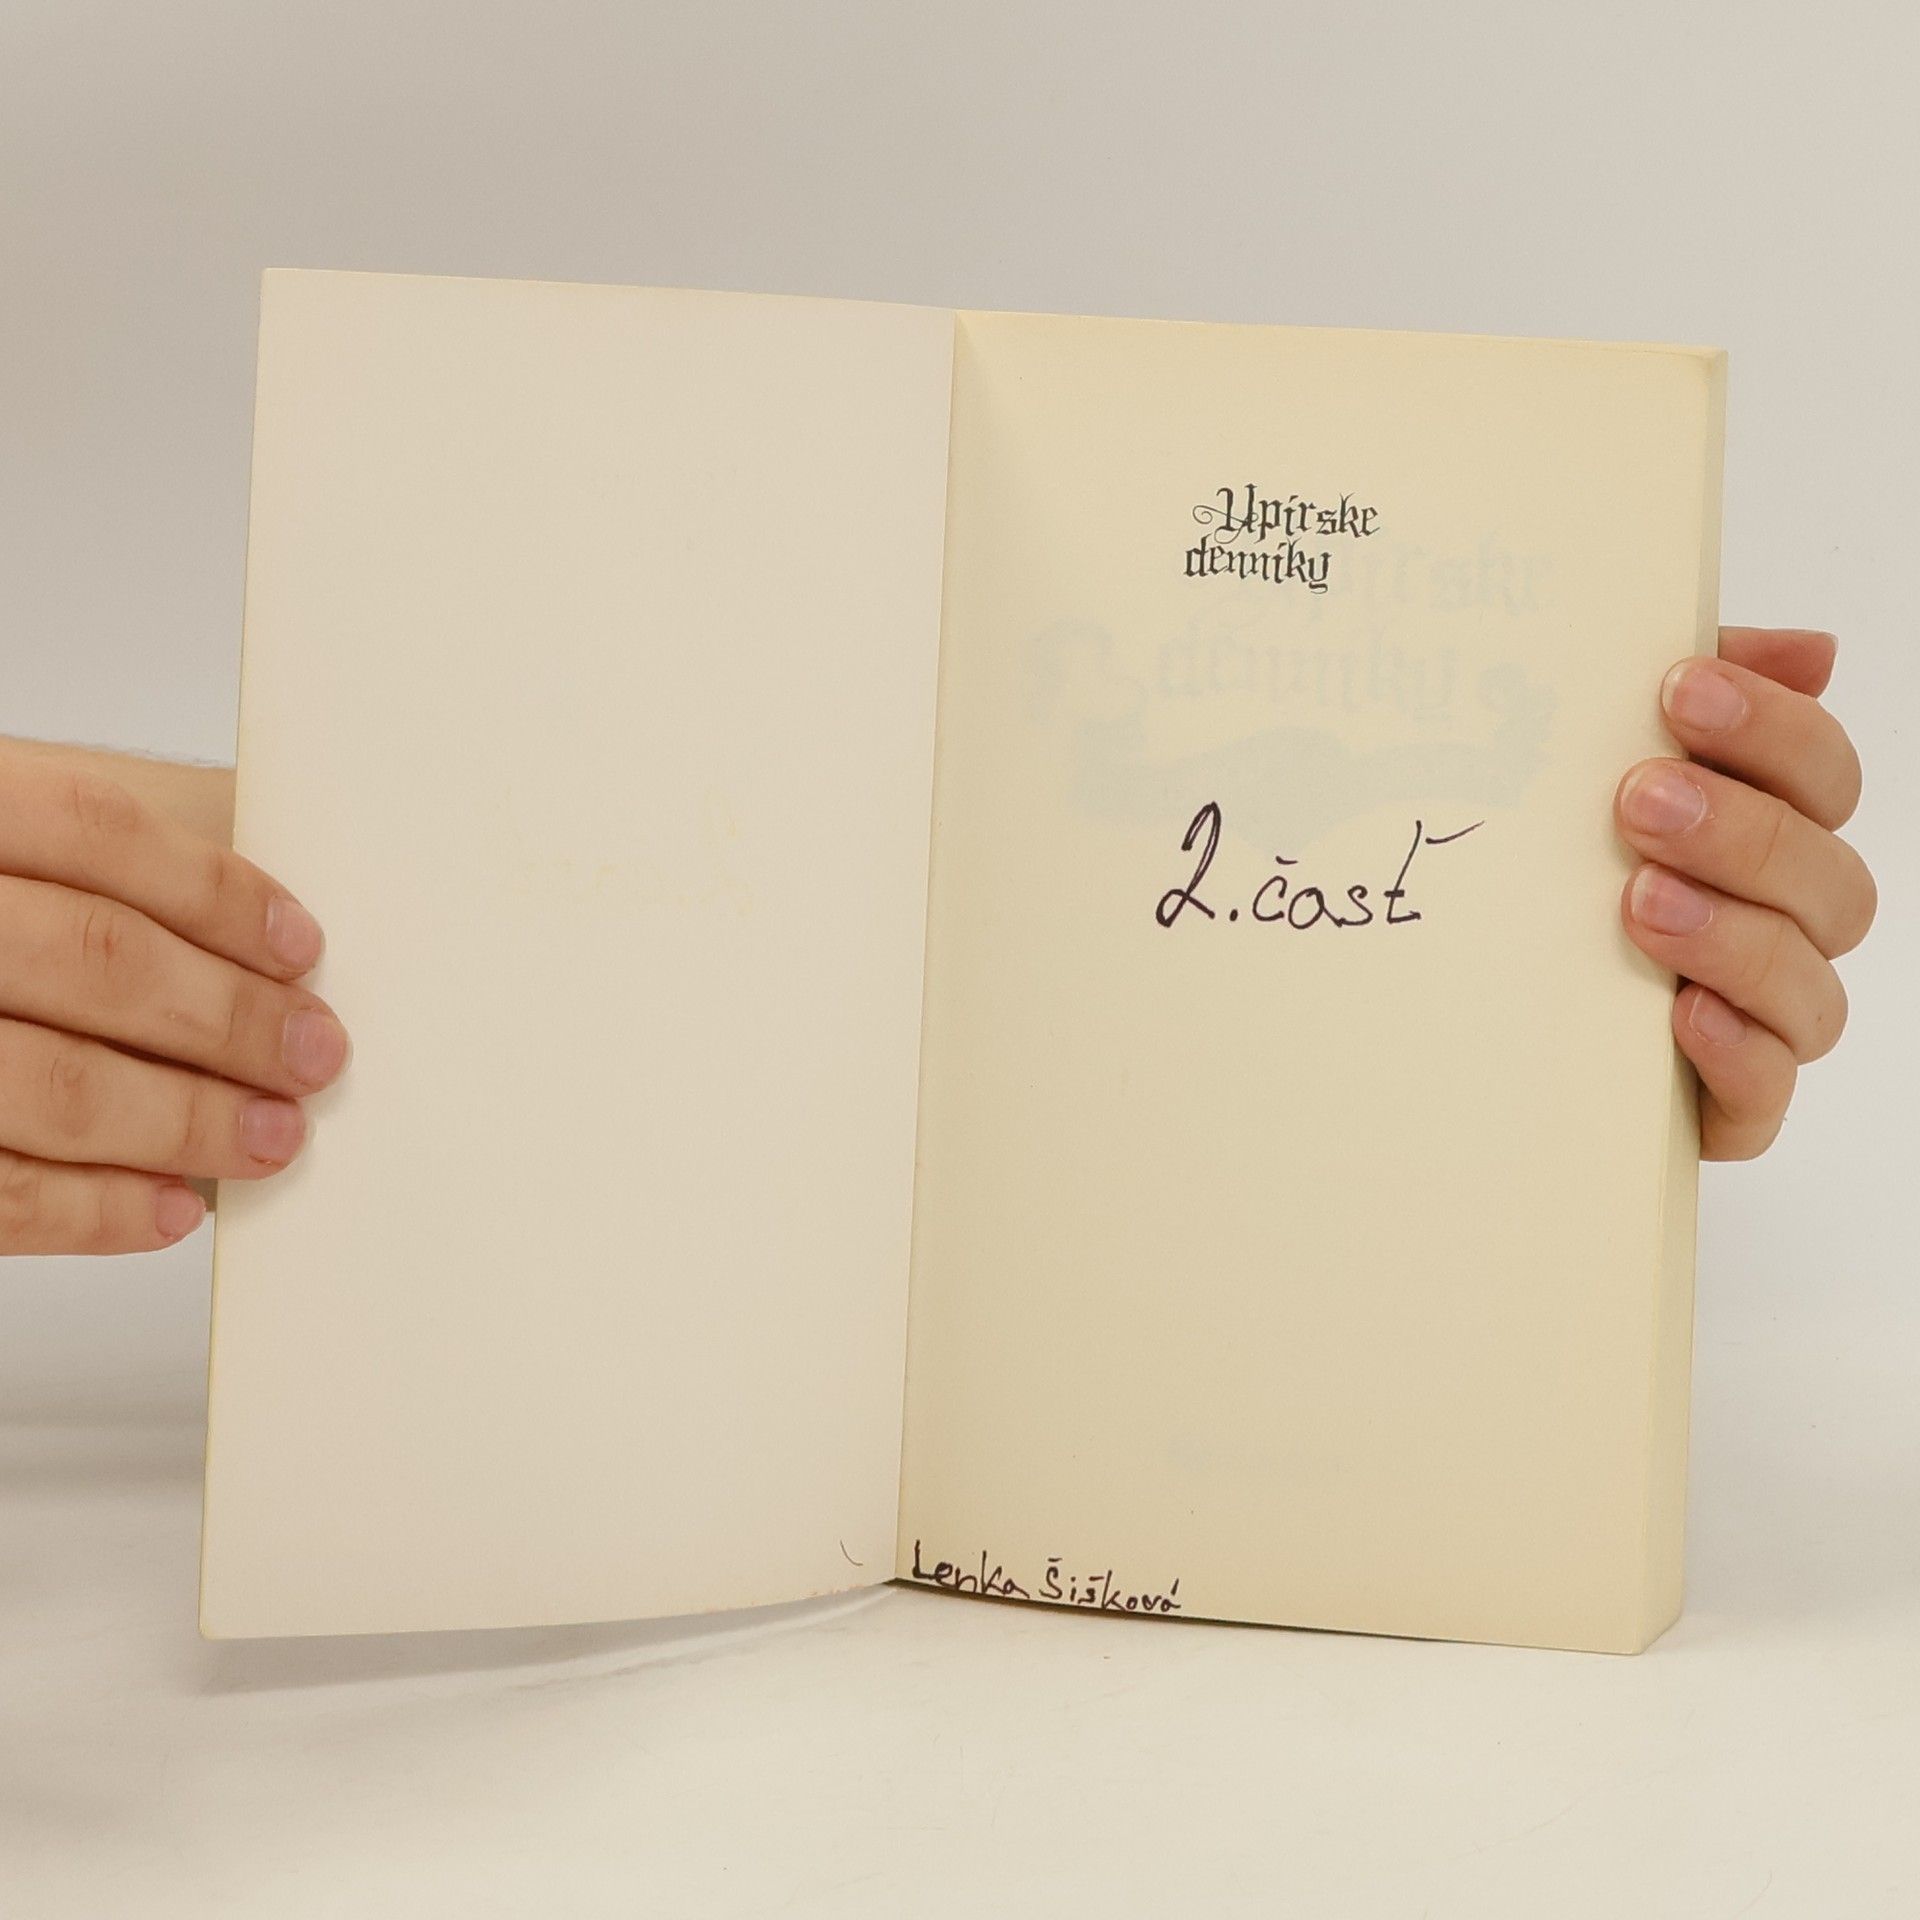 Upírske
denníky
2. časť
Lenka Šišková